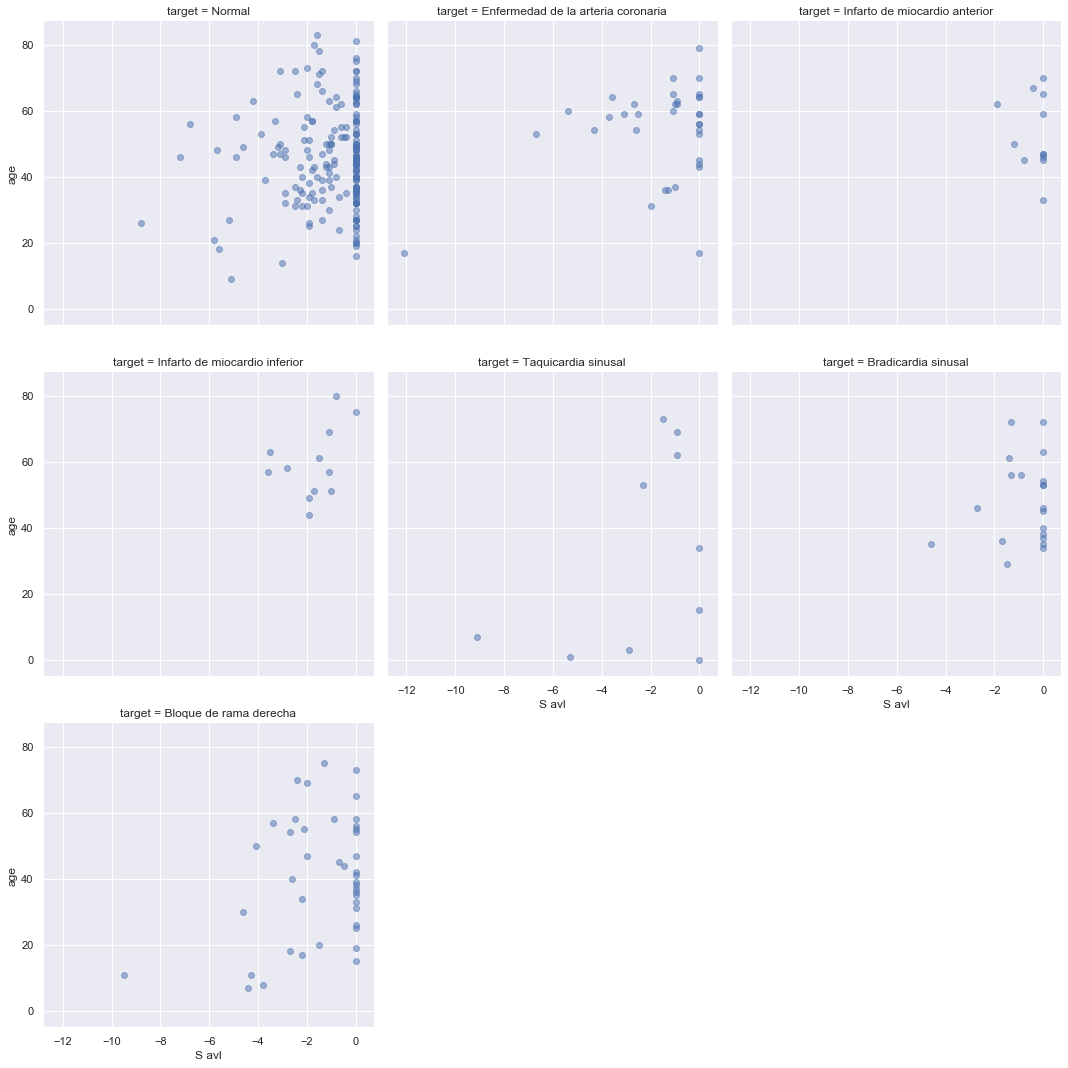 target = Normal
target = Enfermedad de la arteria coronaria
target = Infarto de miocardio anterior
80
60
40
20
0
age
target = Infarto de miocardio inferior
target = Taquicardia sinusal
target = Bradicardia sinusal
80
60
40
20
0
age
−12 −10 −8 −6 −4 −2 0
S avl
−12 −10 −8 −6 −4 −2 0
S avl
target = Bloque de rama derecha
80
60
40
20
0
age
−12 −10 −8 −6 −4 −2 0
S avl